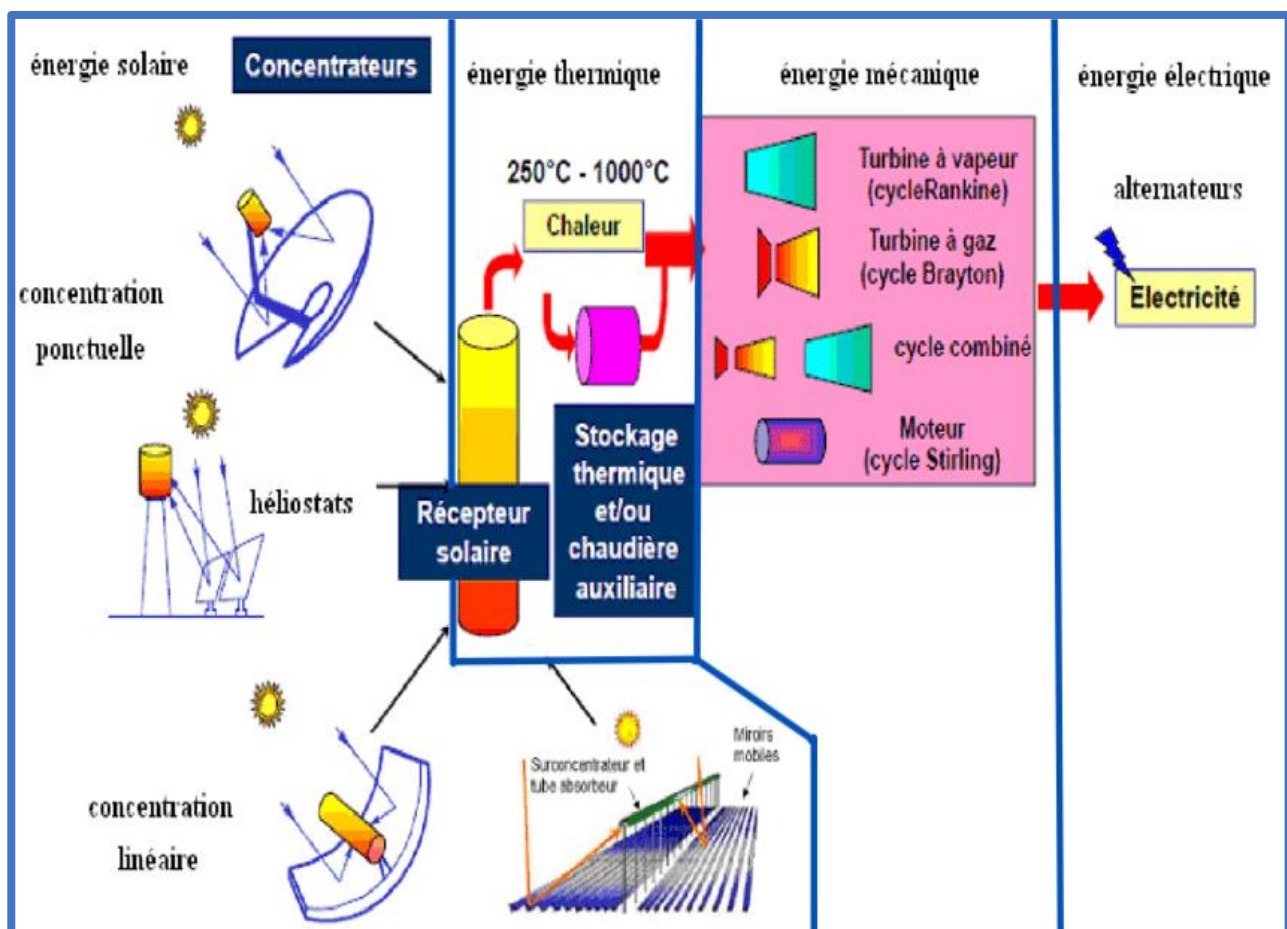 énergie solaire
Concentrateurs
concentration
ponctuelle
héliostats
concentration
linéaire
Surconcentrateur et
tube absorbeur
Miroirs
mobiles
énergie thermique
250°C - 1000°C
Chaleur
Récepteur
solaire
Stockage
thermique
et/ou
chaudière
auxiliaire
énergie mécanique
Turbine à vapeur
(cycleRankine)
Turbine à gaz
(cycle Brayton)
cycle combiné
Moteur
(cycle Stirling)
énergie électrique
alternateurs
Electricité